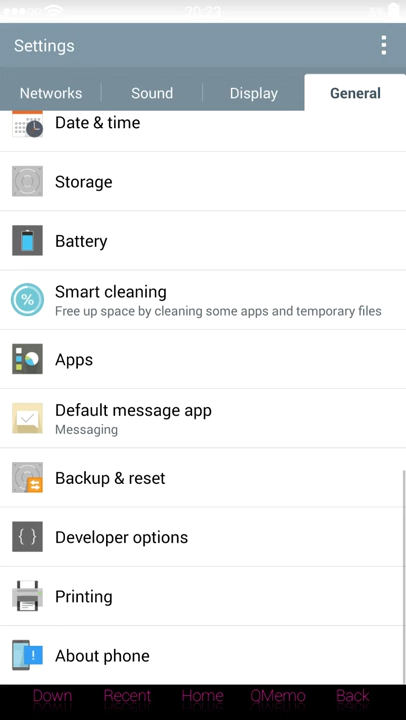 20:23
Settings
Networks
Sound
Display
General
Date & time
Storage
Battery
Smart cleaning
%
Free up space by cleaning some apps and temporary files
Apps
Default message app
Messaging
Backup & reset
{ }
Developer options
Printing
!
About phone
Down
Recent
Home
QMemo
Back